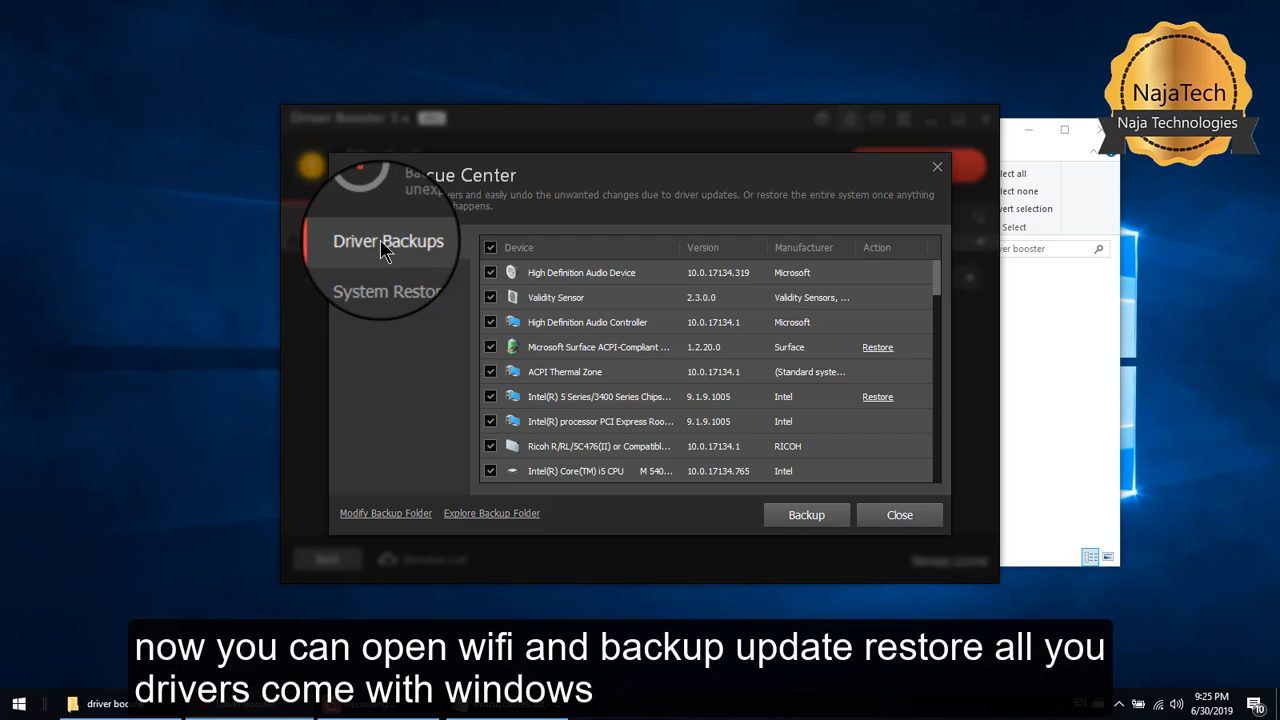 NajaTech
Naja Technologies
Driver Booster
cue Center
unex
vers and easily undo the unwanted changes due to driver updates. Or restore the entire system once anything
happens.
Driver Backups
System Restor
Device Version Manufacturer Action
High Definition Audio Device 10.0.17134.319 Microsoft
Validity Sensor 2.3.0.0 Validity Sensors, ...
High Definition Audio Controller 10.0.17134.1 Microsoft
Microsoft Surface ACPI-Compliant ... 1.2.20.0 Surface Restore
ACPI Thermal Zone 10.0.17134.1 (Standard syste...
Intel(R) 5 Series/3400 Series Chips... 9.1.9.1005 Intel Restore
Intel(R) processor PCI Express Roo... 9.1.9.1005 Intel
Ricoh R/RL/5C476(II) or Compatibl... 10.0.17134.1 RICOH
Intel(R) Core(TM) i5 CPU M 540... 10.0.17134.765 Intel
Modify Backup Folder Explore Backup Folder Backup Close
lect all
lect none
vert selection
Select
ver booster
now you can open wifi and backup update restore all you
drivers come with windows
driver boo
EN
9:25 PM
6/30/2019
10